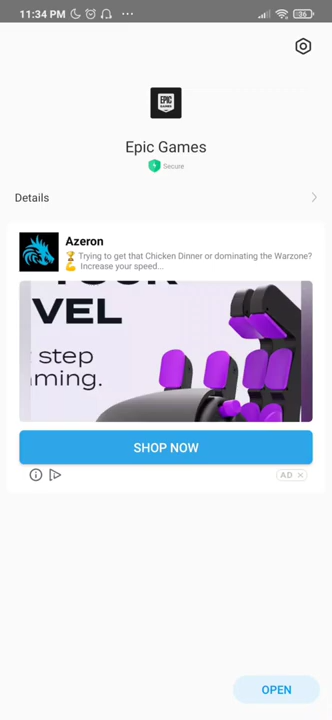 11:34 PM ... 36
EPIC
GAMES
Epic Games
Secure
Details
Azeron
🏆 Trying to get that Chicken Dinner or dominating the Warzone?
💪 Increase your speed...
VEL
step
ming.
SHOP NOW
AD
OPEN